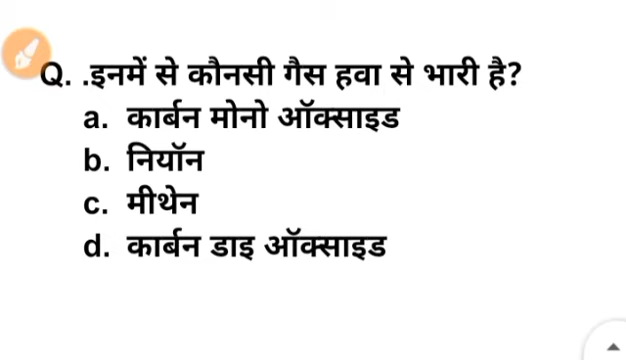 Q. .इनमें से कौनसी गैस हवा से भारी है?
a. कार्बन मोनो ऑक्साइड
b. नियॉन
c. मीथेन
d. कार्बन डाइ ऑक्साइड